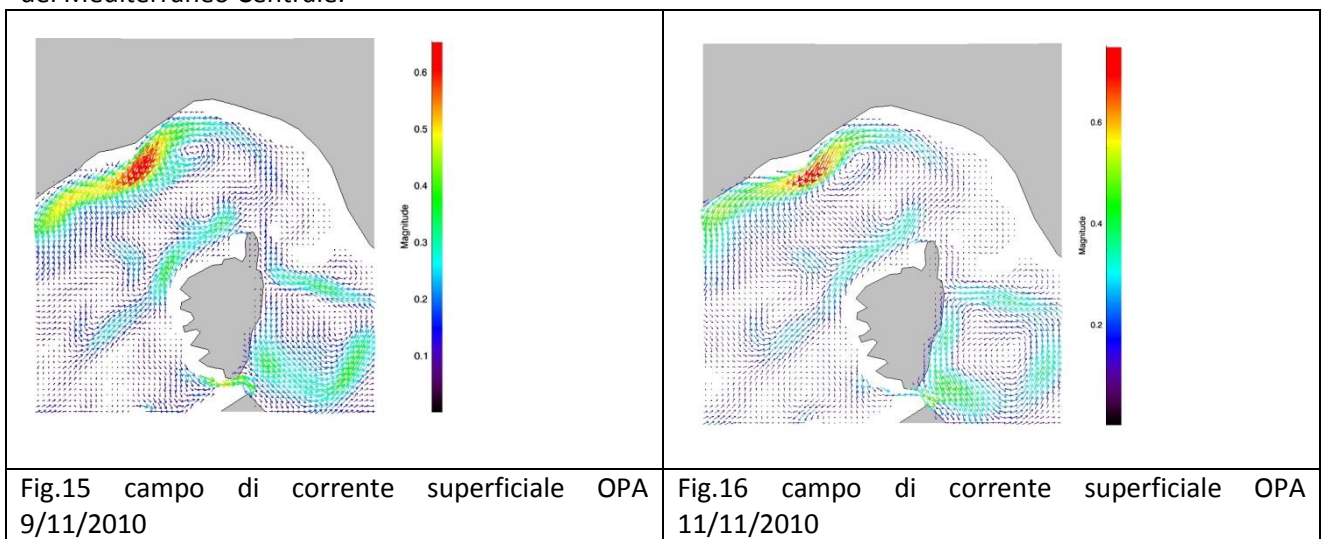 del Mediterraneo Centrale.
0.6
0.5
0.4
0.3
0.2
0.1
Magnitude
0.6
0.4
0.2
Magnitude
Fig.15 campo di corrente superficiale OPA
9/11/2010
Fig.16 campo di corrente superficiale OPA
11/11/2010